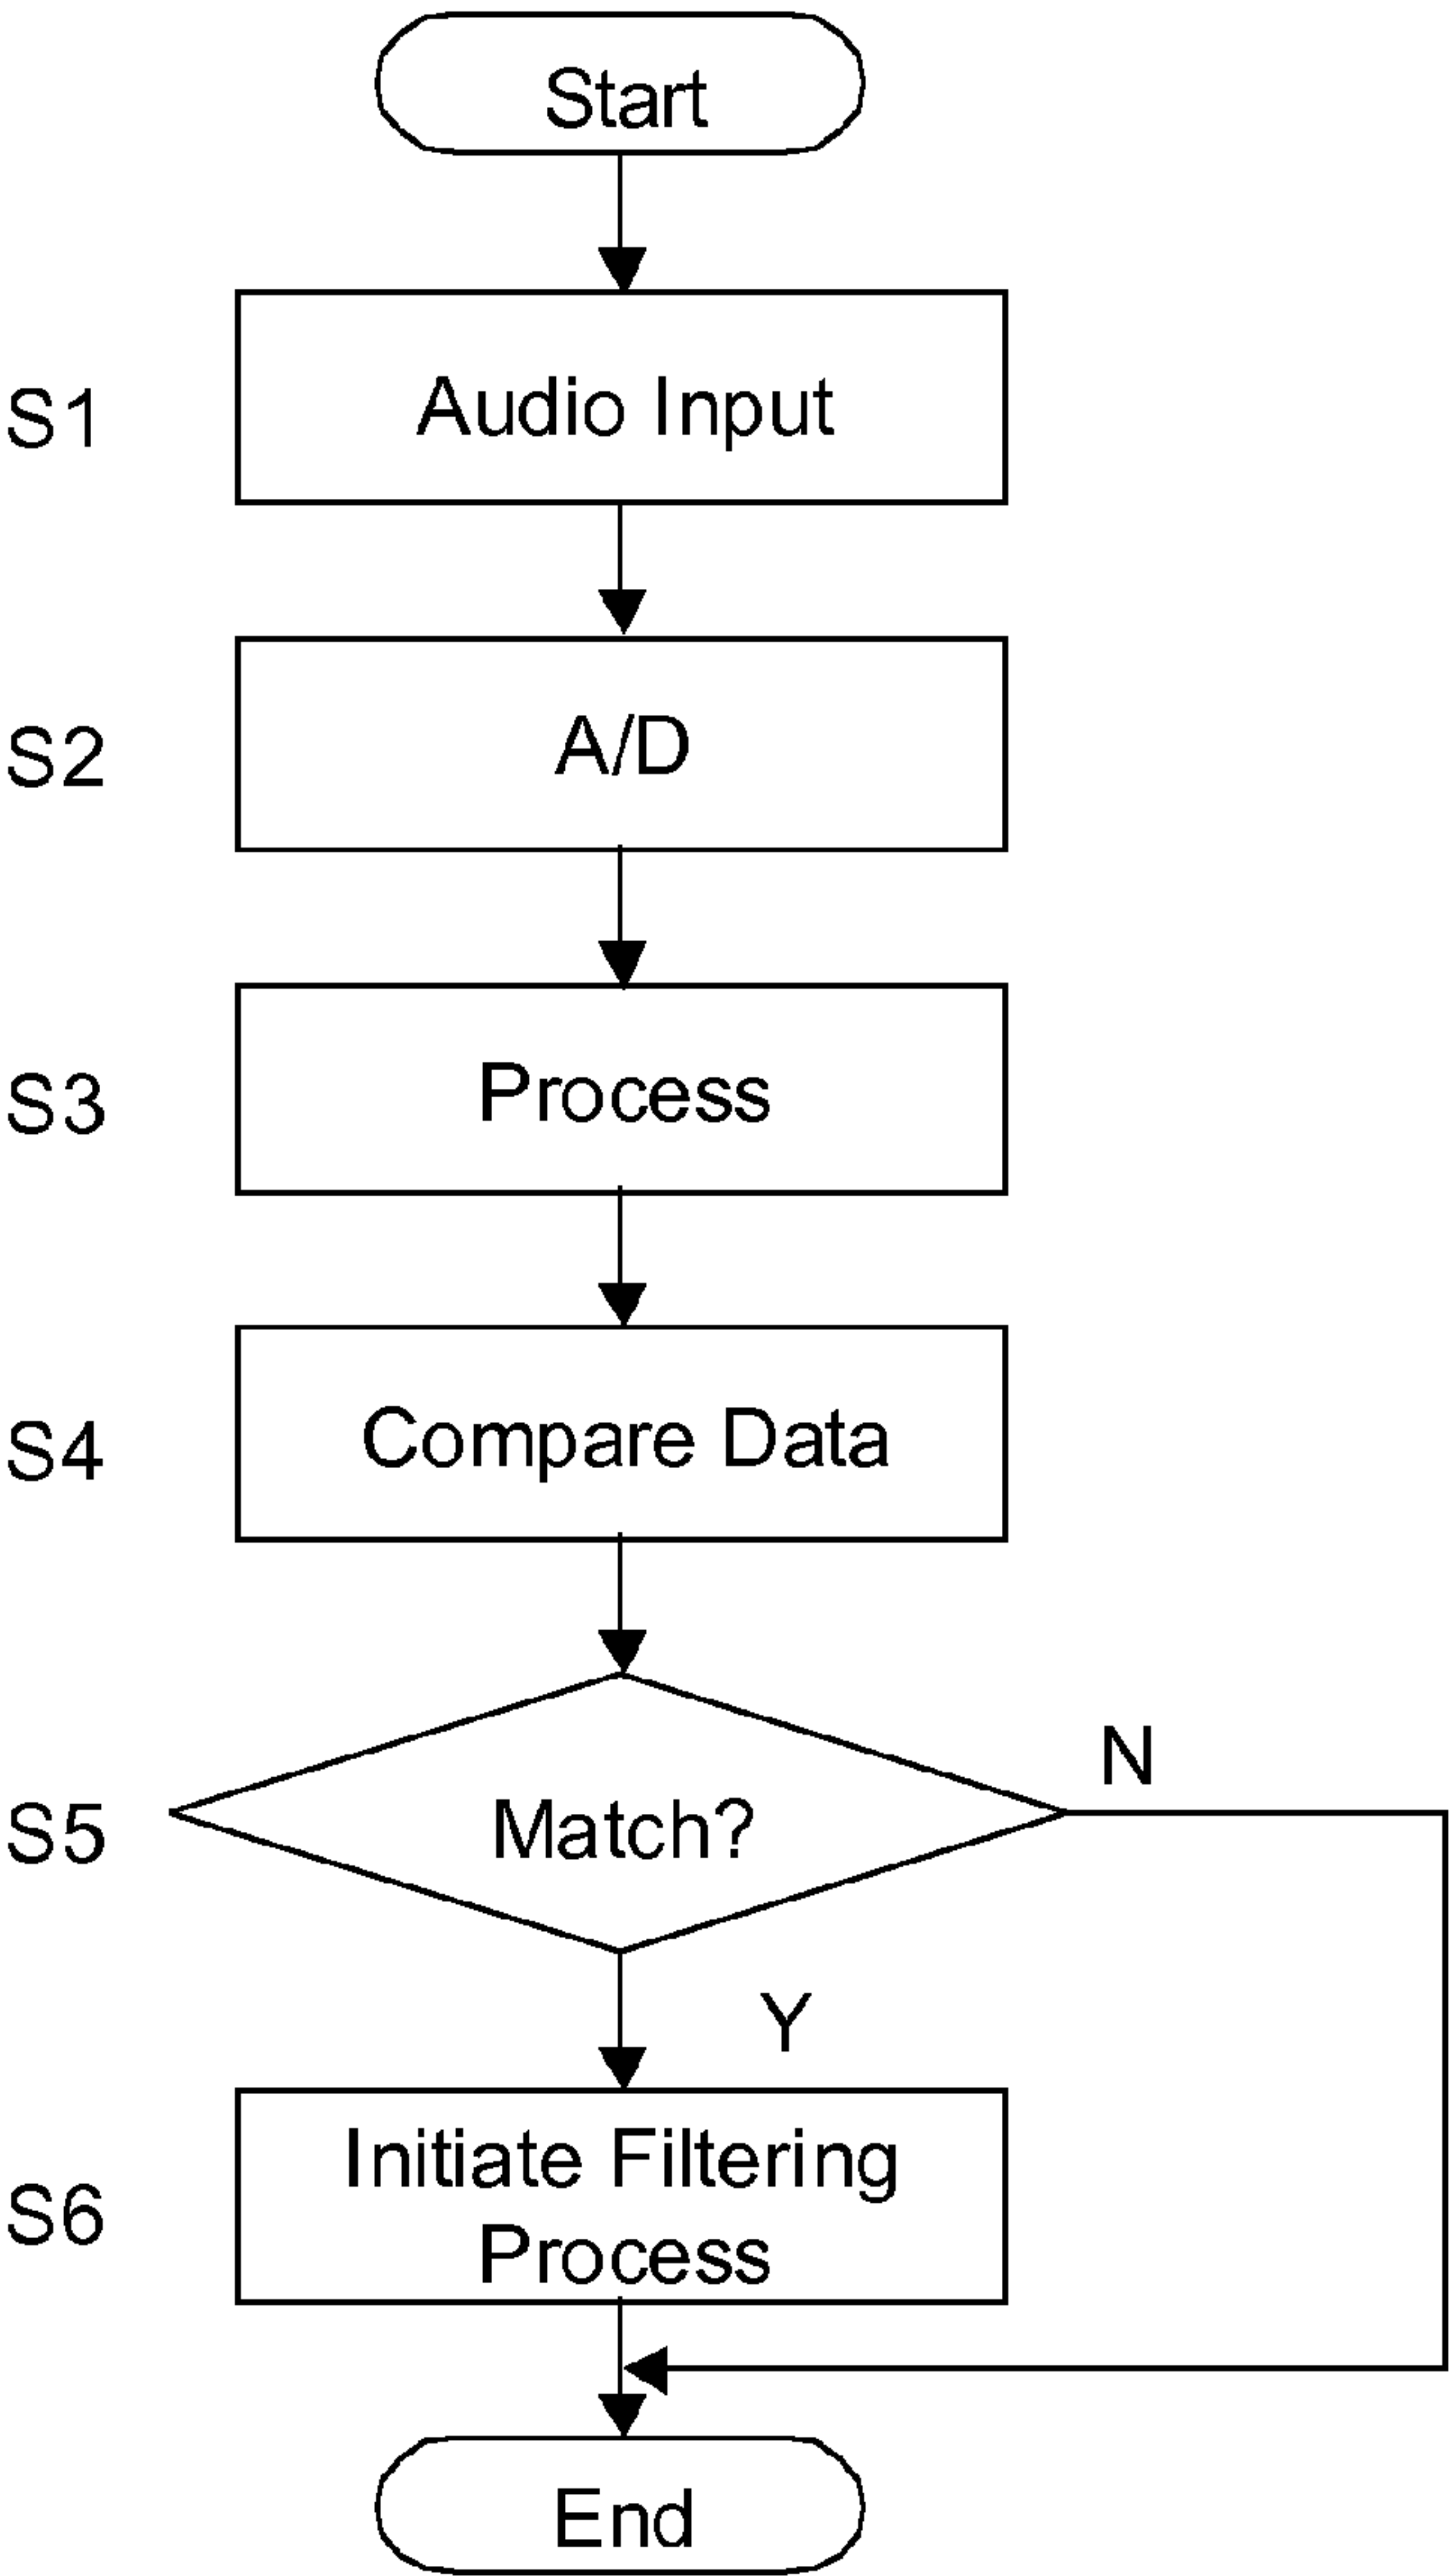 Start
S1
Audio Input
S2
A/D
S3
Process
S4
Compare Data
S5
Match?
N
Y
S6
Initiate Filtering
Process
End